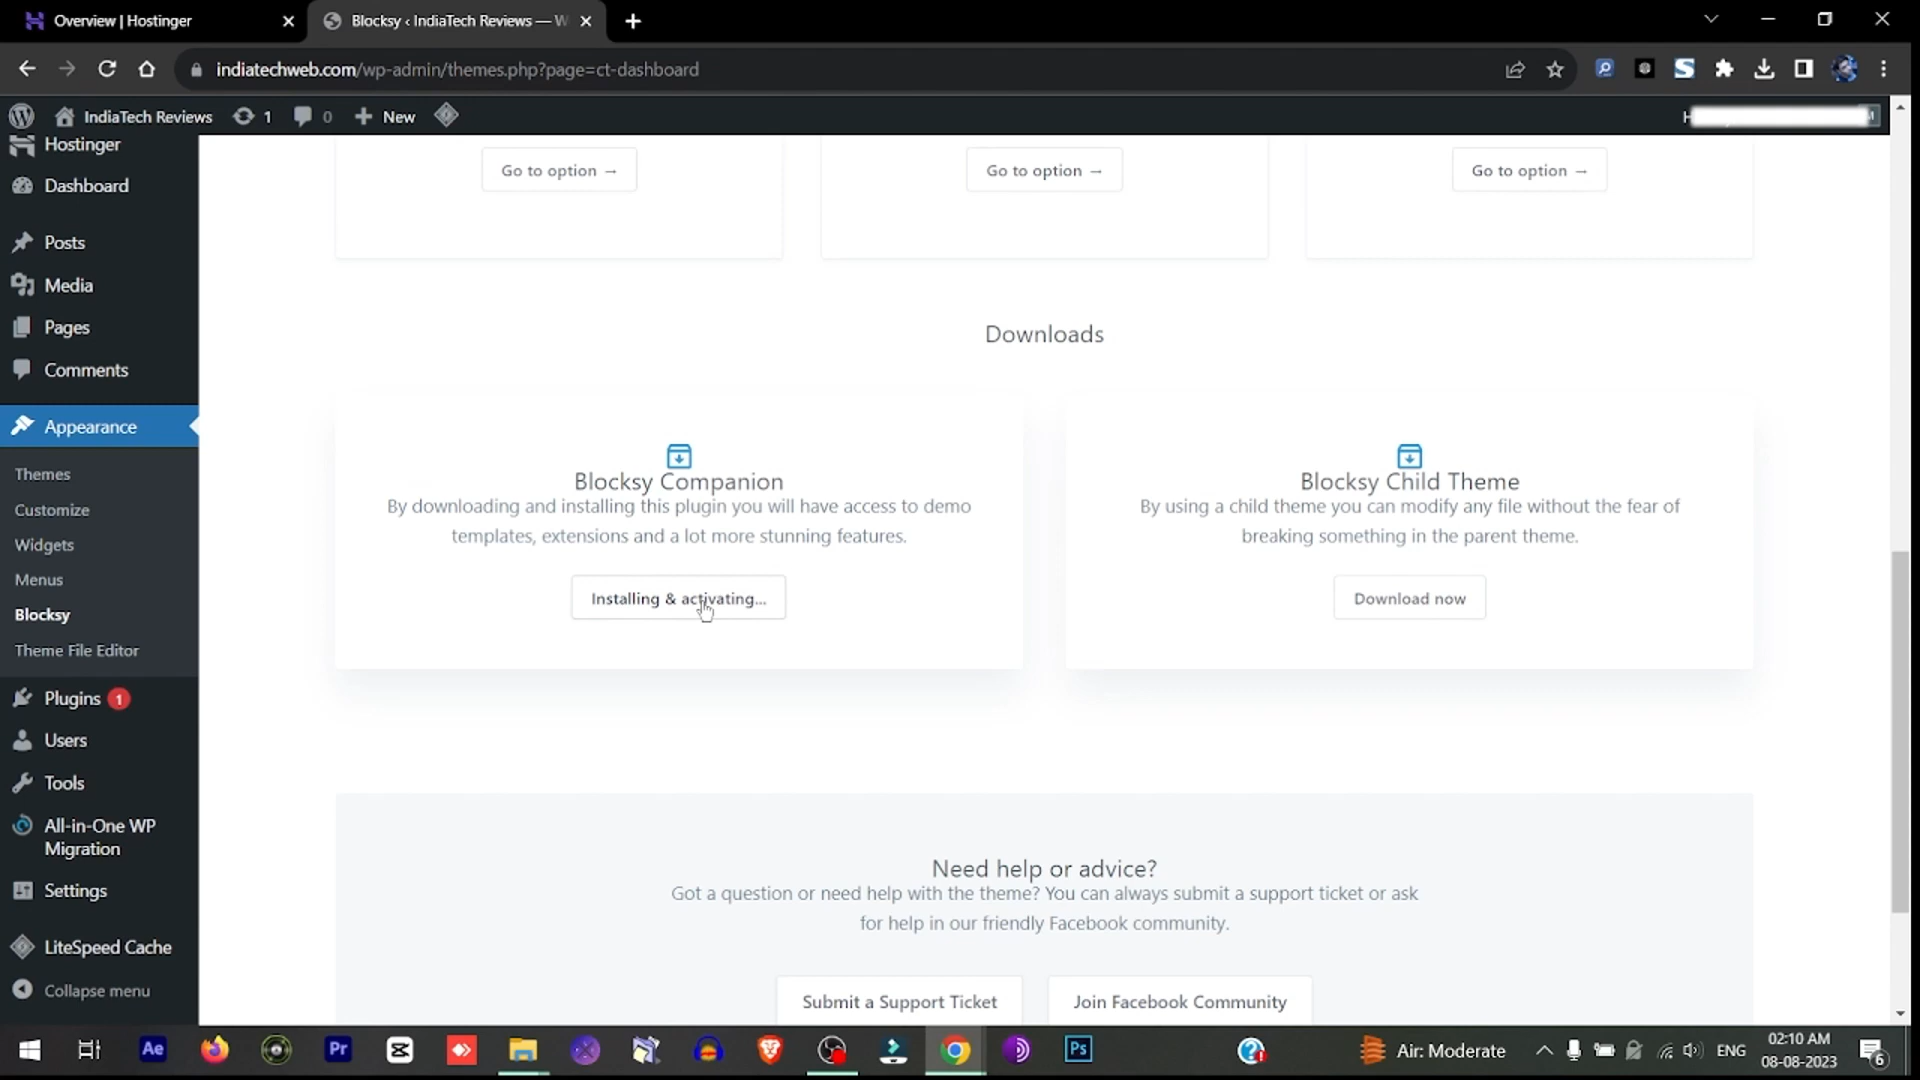 Overview | Hostinger
Blocksy ‹ IndiaTech Reviews — W
indiatechweb.com/wp-admin/themes.php?page=ct-dashboard
IndiaTech Reviews
1
0
New
H
Hostinger
Dashboard
Posts
Media
Pages
Comments
Appearance
Themes
Customize
Widgets
Menus
Blocksy
Theme File Editor
Plugins 1
Users
Tools
All-in-One WP
Migration
Settings
LiteSpeed Cache
Collapse menu
Go to option →
Go to option →
Go to option →
Downloads
Blocksy Companion
By downloading and installing this plugin you will have access to demo
templates, extensions and a lot more stunning features.
Installing & activating...
Blocksy Child Theme
By using a child theme you can modify any file without the fear of
breaking something in the parent theme.
Download now
Need help or advice?
Got a question or need help with the theme? You can always submit a support ticket or ask
for help in our friendly Facebook community.
Submit a Support Ticket
Join Facebook Community
Ae
Pr
Ps
Air: Moderate
ENG
02:10 AM
08-08-2023
6